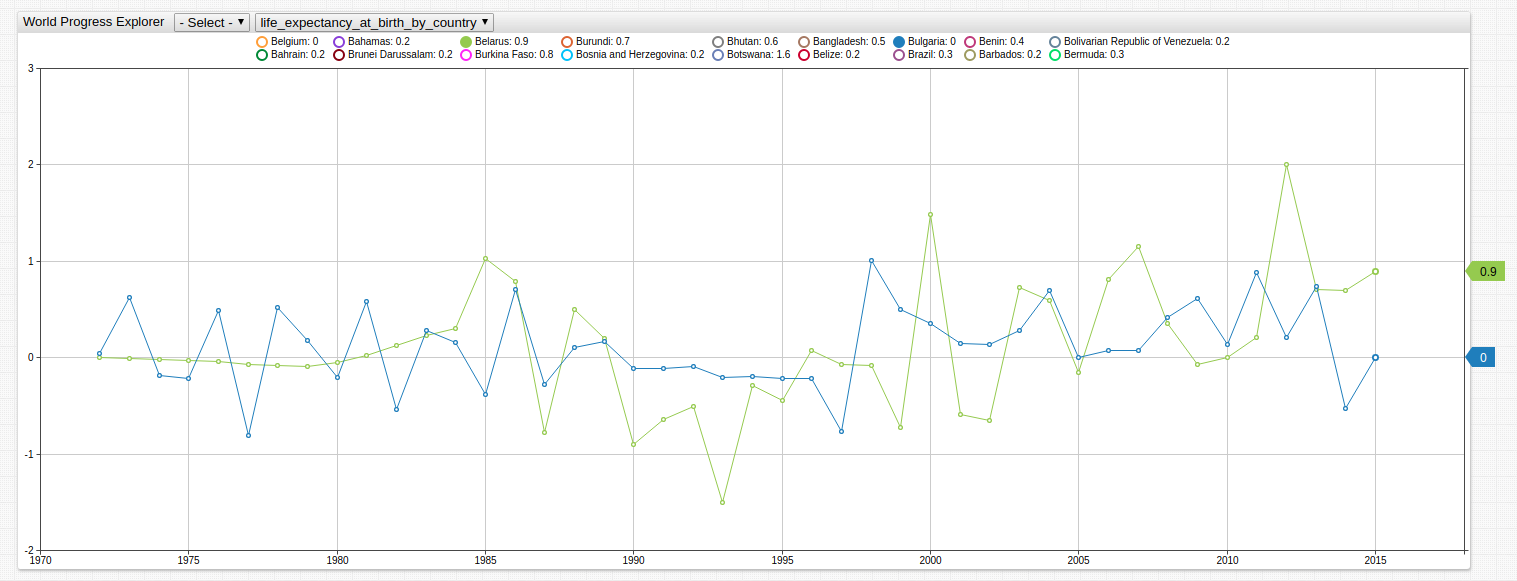 World Progress Explorer - Select - ▼ life_expectancy_at_birth_by_country ▼
Belgium: 0 Bahamas: 0.2 Belarus: 0.9 Burundi: 0.7 Bhutan: 0.6 Bangladesh: 0.5 Bulgaria: 0 Benin: 0.4 Bolivarian Republic of Venezuela: 0.2
Bahrain: 0.2 Brunei Darussalam: 0.2 Burkina Faso: 0.8 Bosnia and Herzegovina: 0.2 Botswana: 1.6 Belize: 0.2 Brazil: 0.3 Barbados: 0.2 Bermuda: 0.3
3
2
1
0.9
0
0
-1
-2
1970 1975 1980 1985 1990 1995 2000 2005 2010 2015